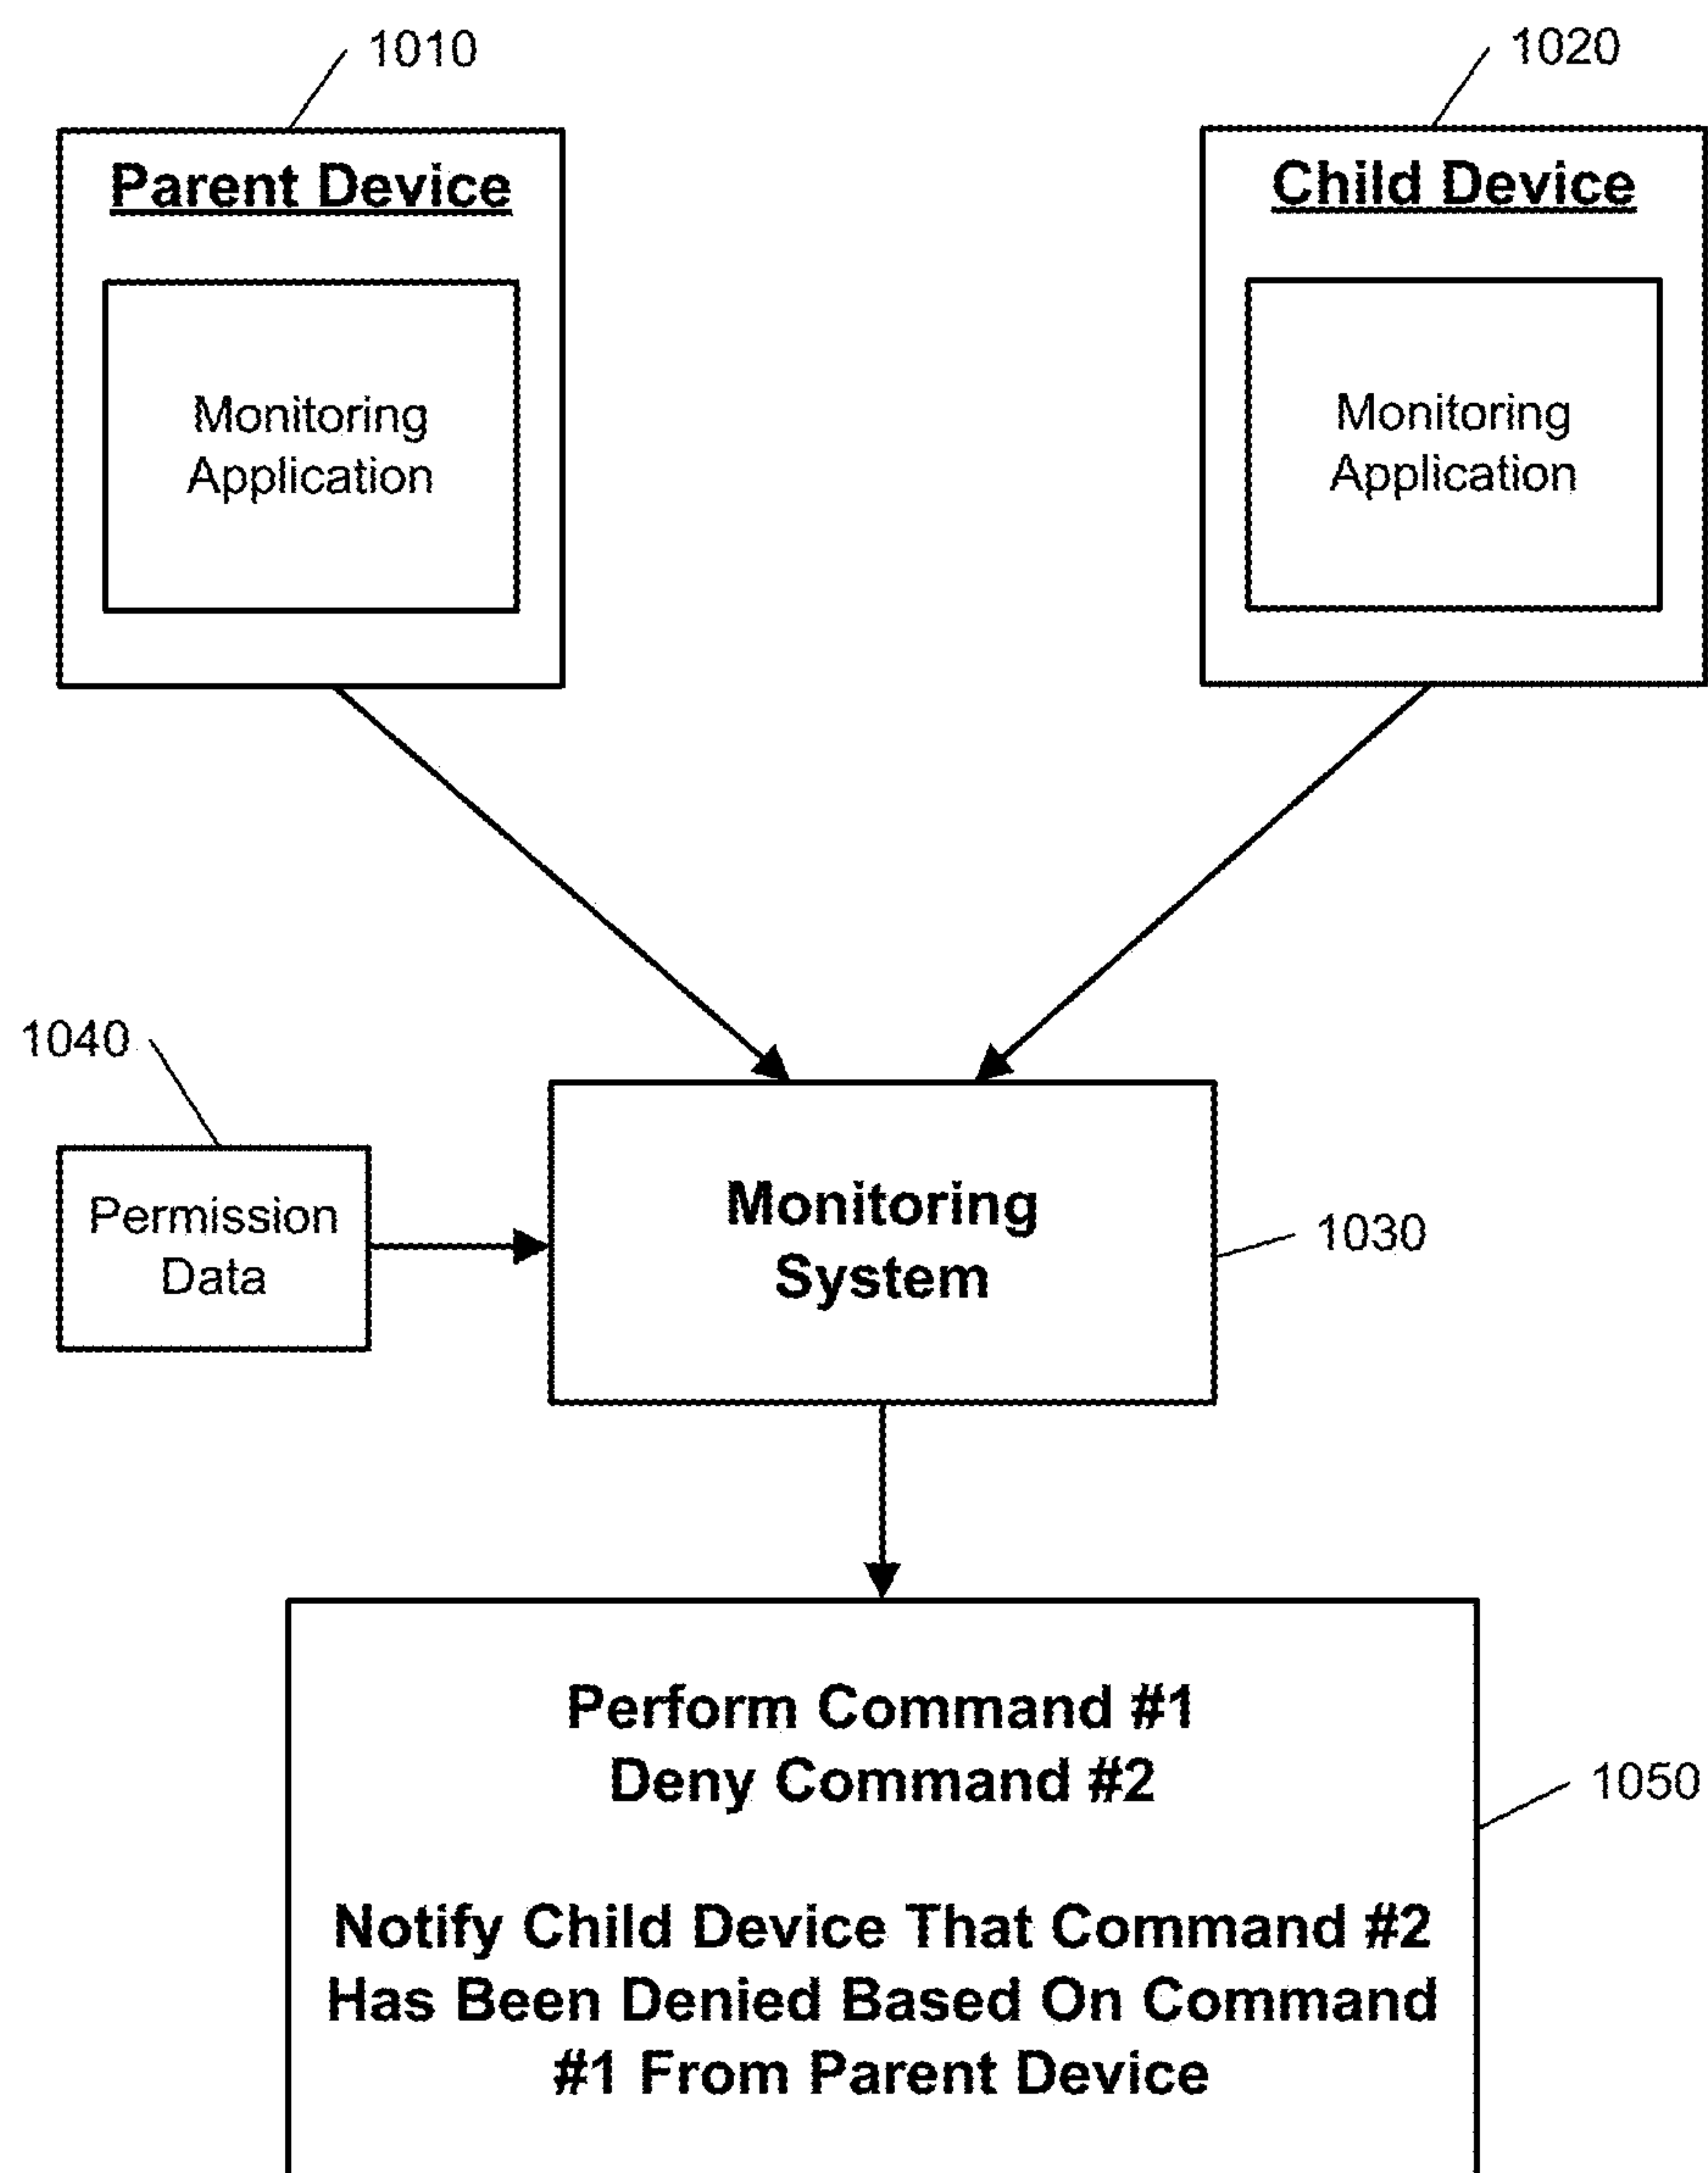 1010
1020
Parent Device
Child Device
Monitoring
Application
Monitoring
Application
1040
Permission
Data
Monitoring
System
1030
Perform Command #1
Deny Command #2
1050
Notify Child Device That Command #2
Has Been Denied Based On Command
#1 From Parent Device